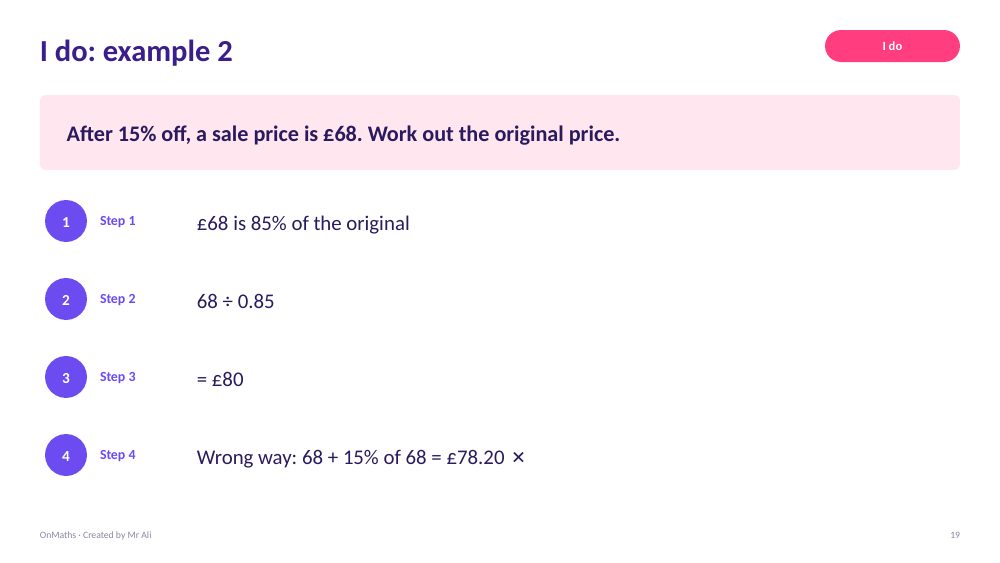 I do: example 2
I do
After 15% off, a sale price is £68. Work out the original price.
1 Step 1 £68 is 85% of the original
2 Step 2 68 ÷ 0.85
3 Step 3 = £80
4 Step 4 Wrong way: 68 + 15% of 68 = £78.20 ×
OnMaths · Created by Mr Ali 19